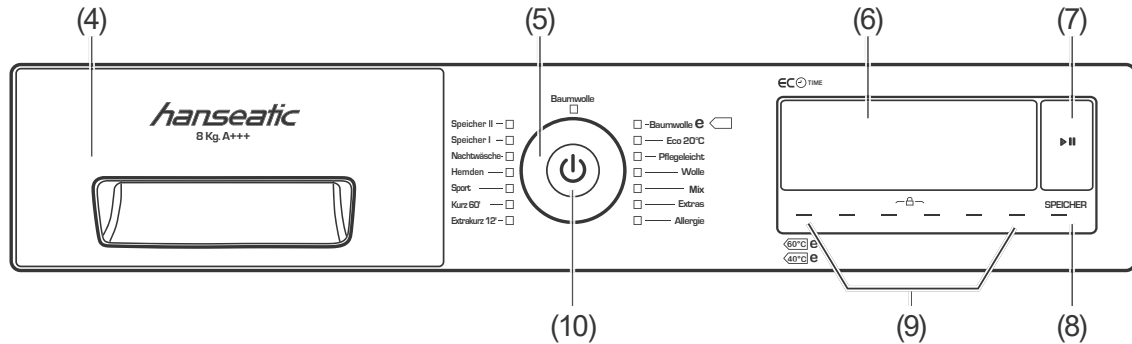 (4)
(5)
(6)
(7)
hanseatic
8 Kg. A+++
Baumwolle
Speicher II
Speicher I
Nachtwäsche
Hemden
Sport
Kurz 60'
Extrakurz 12'
Baumwolle e
Eco 20°C
Pflegeleicht
Wolle
Mix
Extras
Allergie
ECO TIME
SPEICHER
60°C e
40°C e
(10)
(9)
(8)